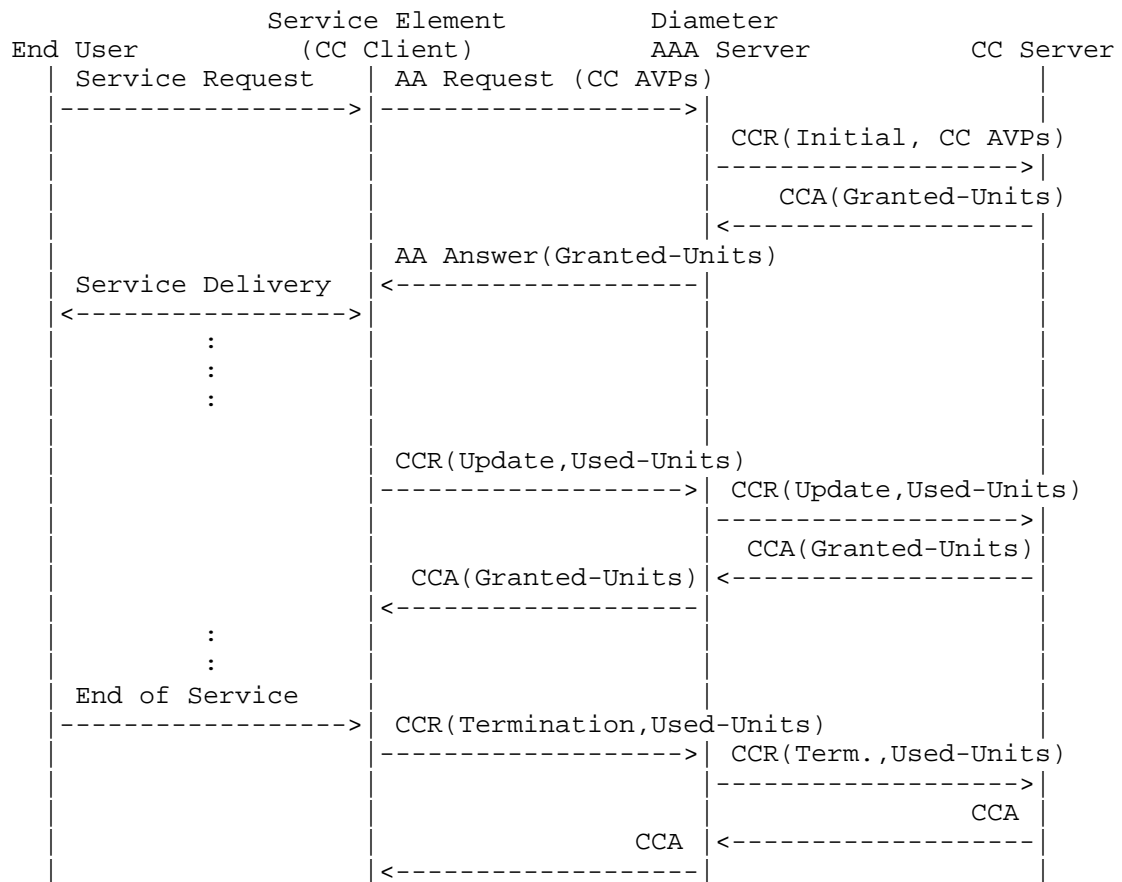 Service Element Diameter
End User (CC Client) AAA Server CC Server
Service Request AA Request (CC AVPs)
CCR(Initial, CC AVPs)
CCA(Granted-Units)
AA Answer(Granted-Units)
Service Delivery
:
:
:
CCR(Update,Used-Units)
CCR(Update,Used-Units)
CCA(Granted-Units)
CCA(Granted-Units)
:
:
End of Service
CCR(Termination,Used-Units)
CCR(Term.,Used-Units)
CCA
CCA